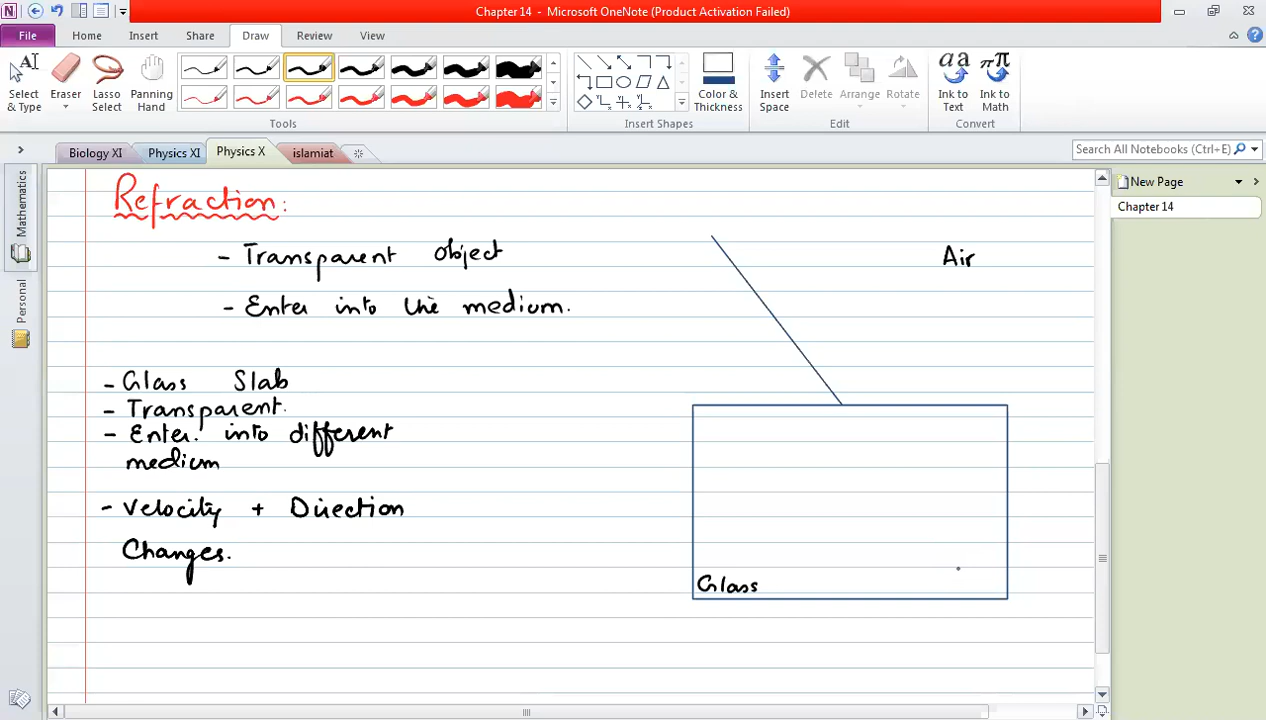 Chapter 14 - Microsoft OneNote (Product Activation Failed)
File Home Insert Share Draw Review View
Select & Type
Eraser
Lasso Select
Panning Hand
Color & Thickness
Insert Space
Delete
Arrange
Rotate
Ink to Text
Ink to Math
Tools
Insert Shapes
Edit
Convert
Biology XI
Physics XI
Physics X
islamiat
Search All Notebooks (Ctrl+E)
New Page
Chapter 14
Mathematics
Personal
Refraction:
- Transparent object
- Enter into the medium.
Air
- Glass Slab
- Transparent.
- Enter. into different
medium
- Velocity + Direction
Changes.
Glass